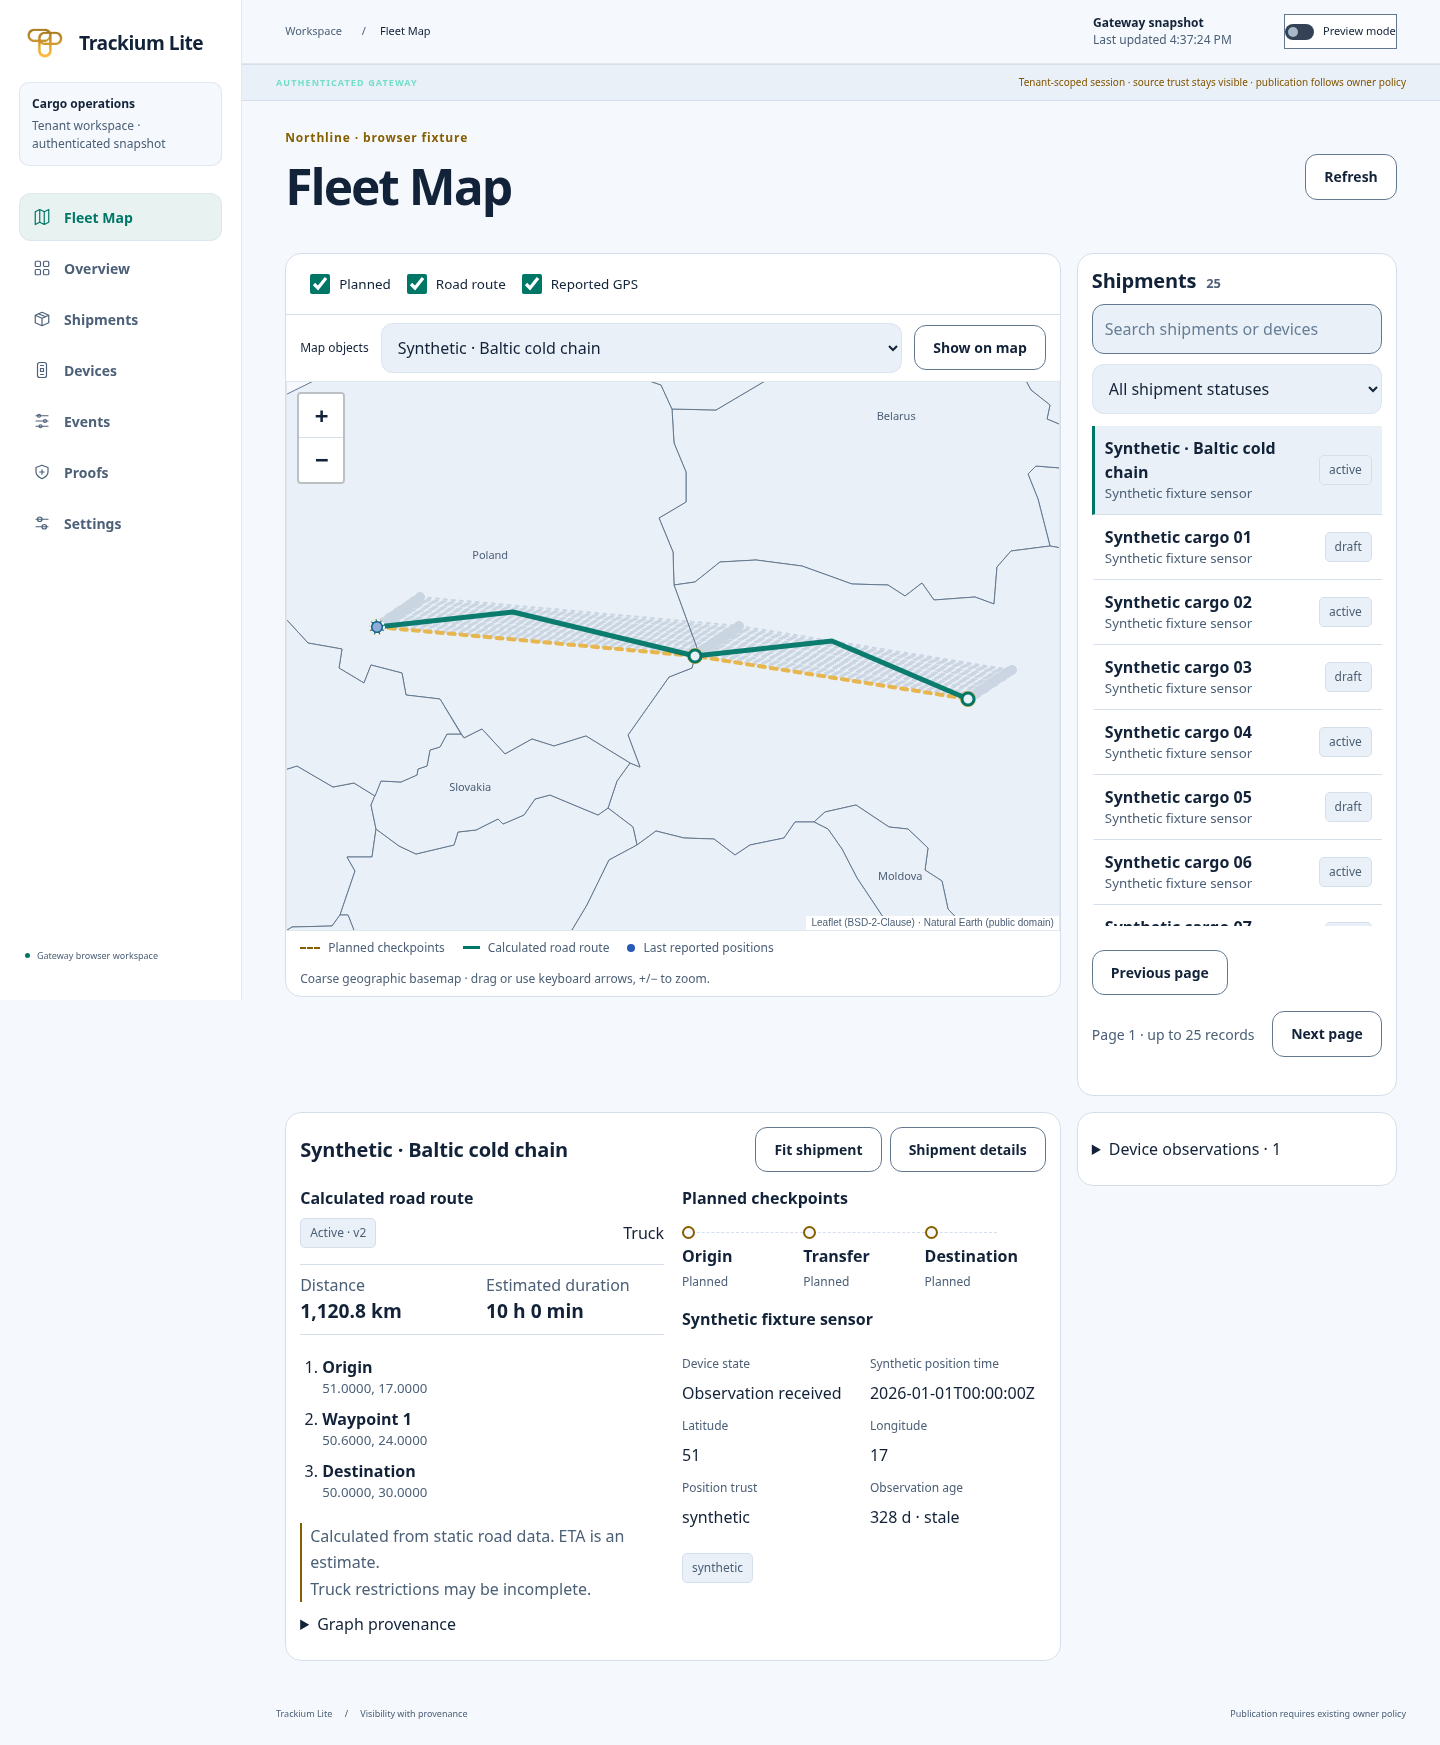 Trackium Lite
Cargo operations
Tenant workspace ·
authenticated snapshot
Fleet Map
Overview
Shipments
Devices
Events
Proofs
Settings
Gateway browser workspace
Workspace / Fleet Map
Gateway snapshot
Last updated 4:37:24 PM
Preview mode
AUTHENTICATED GATEWAY
Tenant-scoped session · source trust stays visible · publication follows owner policy
Northline · browser fixture
Fleet Map
Refresh
Planned
Road route
Reported GPS
Map objects
Synthetic · Baltic cold chain
Show on map
+
−
Belarus
Poland
Slovakia
Moldova
Leaflet (BSD-2-Clause) · Natural Earth (public domain)
Planned checkpoints
Calculated road route
Last reported positions
Coarse geographic basemap · drag or use keyboard arrows, +/− to zoom.
Shipments 25
Search shipments or devices
All shipment statuses
Synthetic · Baltic cold
chain
Synthetic fixture sensor
active
Synthetic cargo 01
Synthetic fixture sensor
draft
Synthetic cargo 02
Synthetic fixture sensor
active
Synthetic cargo 03
Synthetic fixture sensor
draft
Synthetic cargo 04
Synthetic fixture sensor
active
Synthetic cargo 05
Synthetic fixture sensor
draft
Synthetic cargo 06
Synthetic fixture sensor
active
Synthetic cargo 07
Previous page
Page 1 · up to 25 records
Next page
Synthetic · Baltic cold chain
Fit shipment
Shipment details
Calculated road route
Active · v2
Truck
Distance
1,120.8 km
Estimated duration
10 h 0 min
1. Origin
51.0000, 17.0000
2. Waypoint 1
50.6000, 24.0000
3. Destination
50.0000, 30.0000
Calculated from static road data. ETA is an
estimate.
Truck restrictions may be incomplete.
Graph provenance
Planned checkpoints
Origin
Planned
Transfer
Planned
Destination
Planned
Synthetic fixture sensor
Device state
Observation received
Synthetic position time
2026-01-01T00:00:00Z
Latitude
51
Longitude
17
Position trust
synthetic
Observation age
328 d · stale
synthetic
Device observations · 1
Trackium Lite / Visibility with provenance
Publication requires existing owner policy